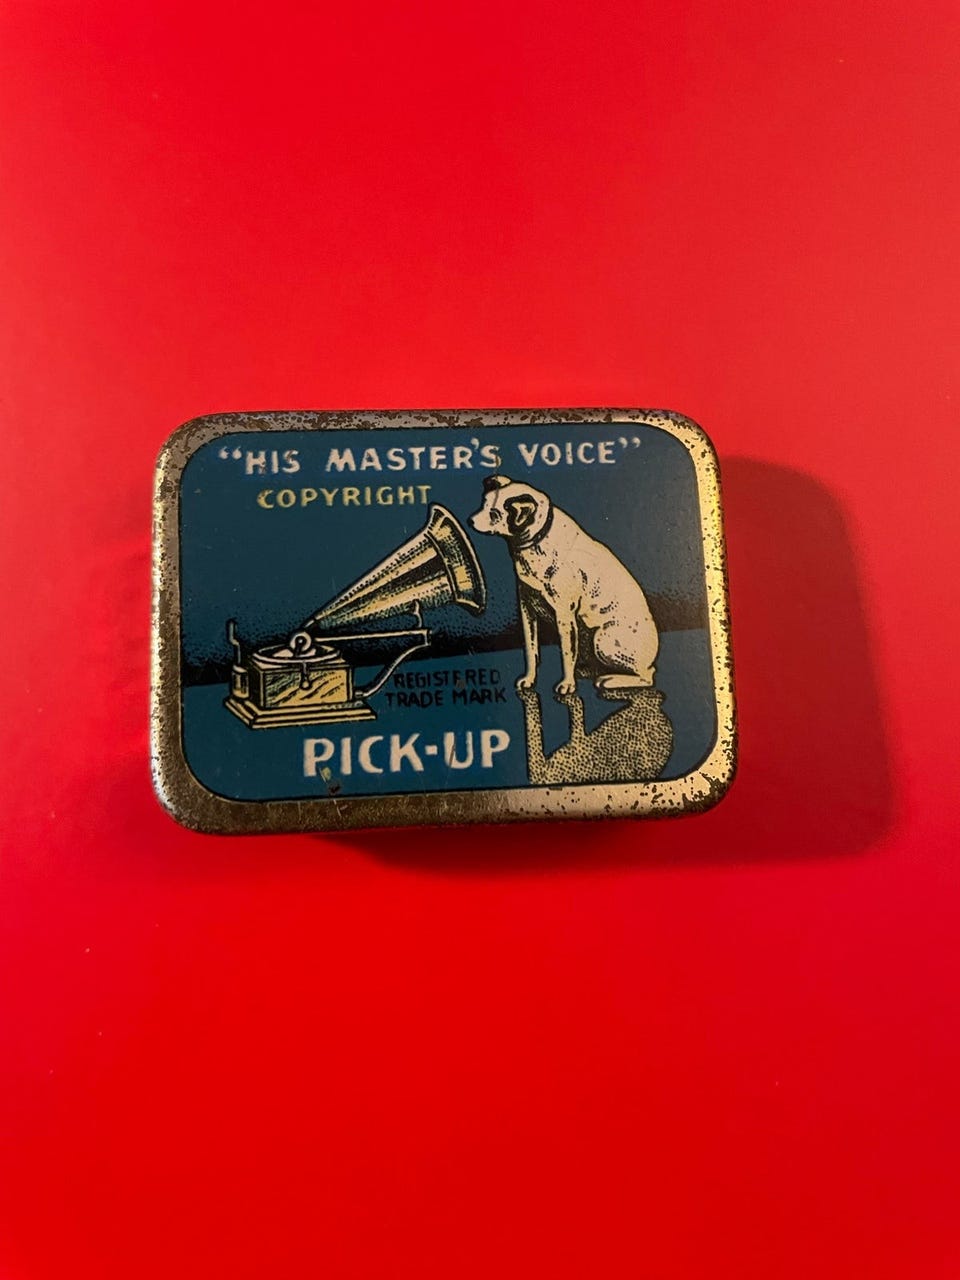 “HIS MASTER'S VOICE”
COPYRIGHT
REGISTERED
TRADE MARK
PICK-UP